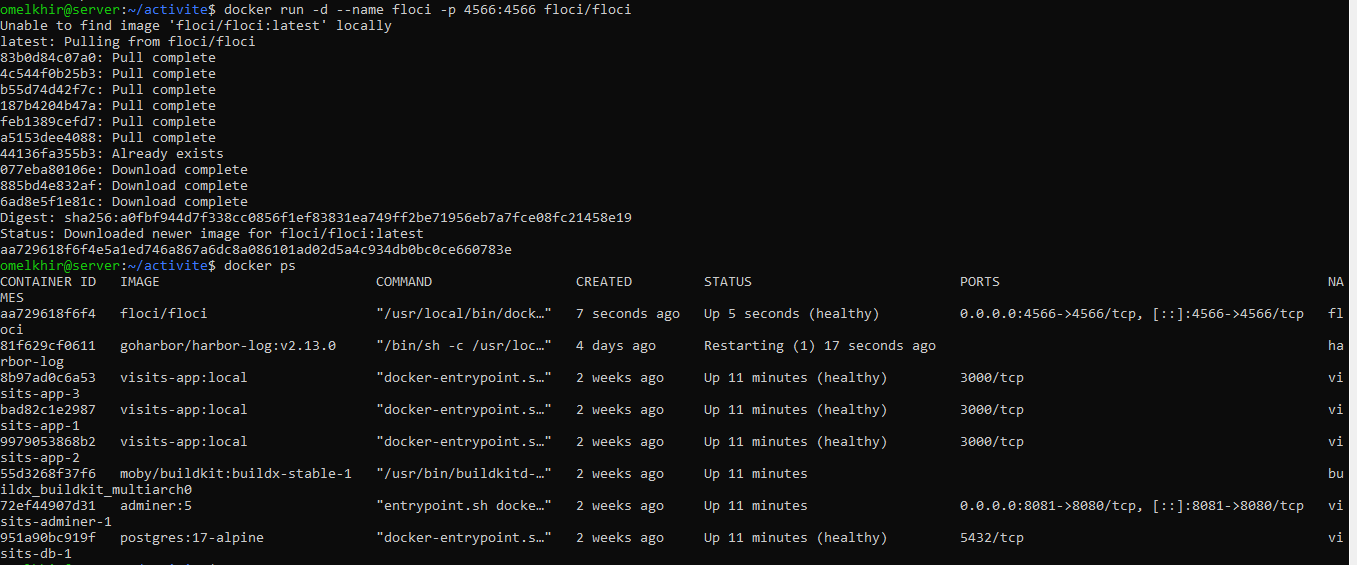 omelkhir@server:~/activite$ docker run -d --name floci -p 4566:4566 floci/floci
Unable to find image 'floci/floci:latest' locally
latest: Pulling from floci/floci
83b0d84c07a0: Pull complete
4c544f0b25b3: Pull complete
b55d74d42f7c: Pull complete
187b4204b47a: Pull complete
feb1389cefd7: Pull complete
a5153dee4088: Pull complete
44136fa355b3: Already exists
077eba80106e: Download complete
885bd4e832af: Download complete
6ad8e5f1e81c: Download complete
Digest: sha256:a0fbf944d7f338cc0856f1ef83831ea749ff2be71956eb7a7fce08fc21458e19
Status: Downloaded newer image for floci/floci:latest
aa729618f6f4e5a1ed746a867a6dc8a086101ad02d5a4c934db0bc0ce660783e
omelkhir@server:~/activite$ docker ps
CONTAINER ID   IMAGE                           COMMAND                  CREATED         STATUS                          PORTS                                         NA
MES
aa729618f6f4   floci/floci                     "/usr/local/bin/dock…"   7 seconds ago   Up 5 seconds (healthy)          0.0.0.0:4566->4566/tcp, [::]:4566->4566/tcp   fl
oci
81f629cf0611   goharbor/harbor-log:v2.13.0     "/bin/sh -c /usr/loc…"   4 days ago      Restarting (1) 17 seconds ago                                                 ha
rbor-log
8b97ad0c6a53   visits-app:local                "docker-entrypoint.s…"   2 weeks ago     Up 11 minutes (healthy)         3000/tcp                                      vi
sits-app-3
bad82c1e2987   visits-app:local                "docker-entrypoint.s…"   2 weeks ago     Up 11 minutes (healthy)         3000/tcp                                      vi
sits-app-1
9979053868b2   visits-app:local                "docker-entrypoint.s…"   2 weeks ago     Up 11 minutes (healthy)         3000/tcp                                      vi
sits-app-2
55d3268f37f6   moby/buildkit:buildx-stable-1   "/usr/bin/buildkitd-…"   2 weeks ago     Up 11 minutes                                                                 bu
ildx_buildkit_multiarch0
72ef44907d31   adminer:5                       "entrypoint.sh docke…"   2 weeks ago     Up 11 minutes                   0.0.0.0:8081->8080/tcp, [::]:8081->8080/tcp   vi
sits-adminer-1
951a90bc919f   postgres:17-alpine              "docker-entrypoint.s…"   2 weeks ago     Up 11 minutes (healthy)         5432/tcp                                      vi
sits-db-1